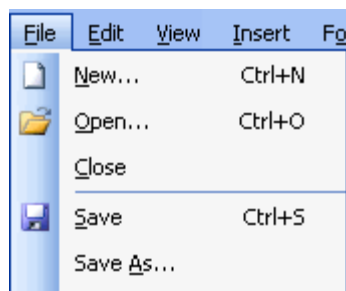 File Edit View Insert Fo
New... Ctrl+N
Open... Ctrl+O
Close
Save Ctrl+S
Save As...